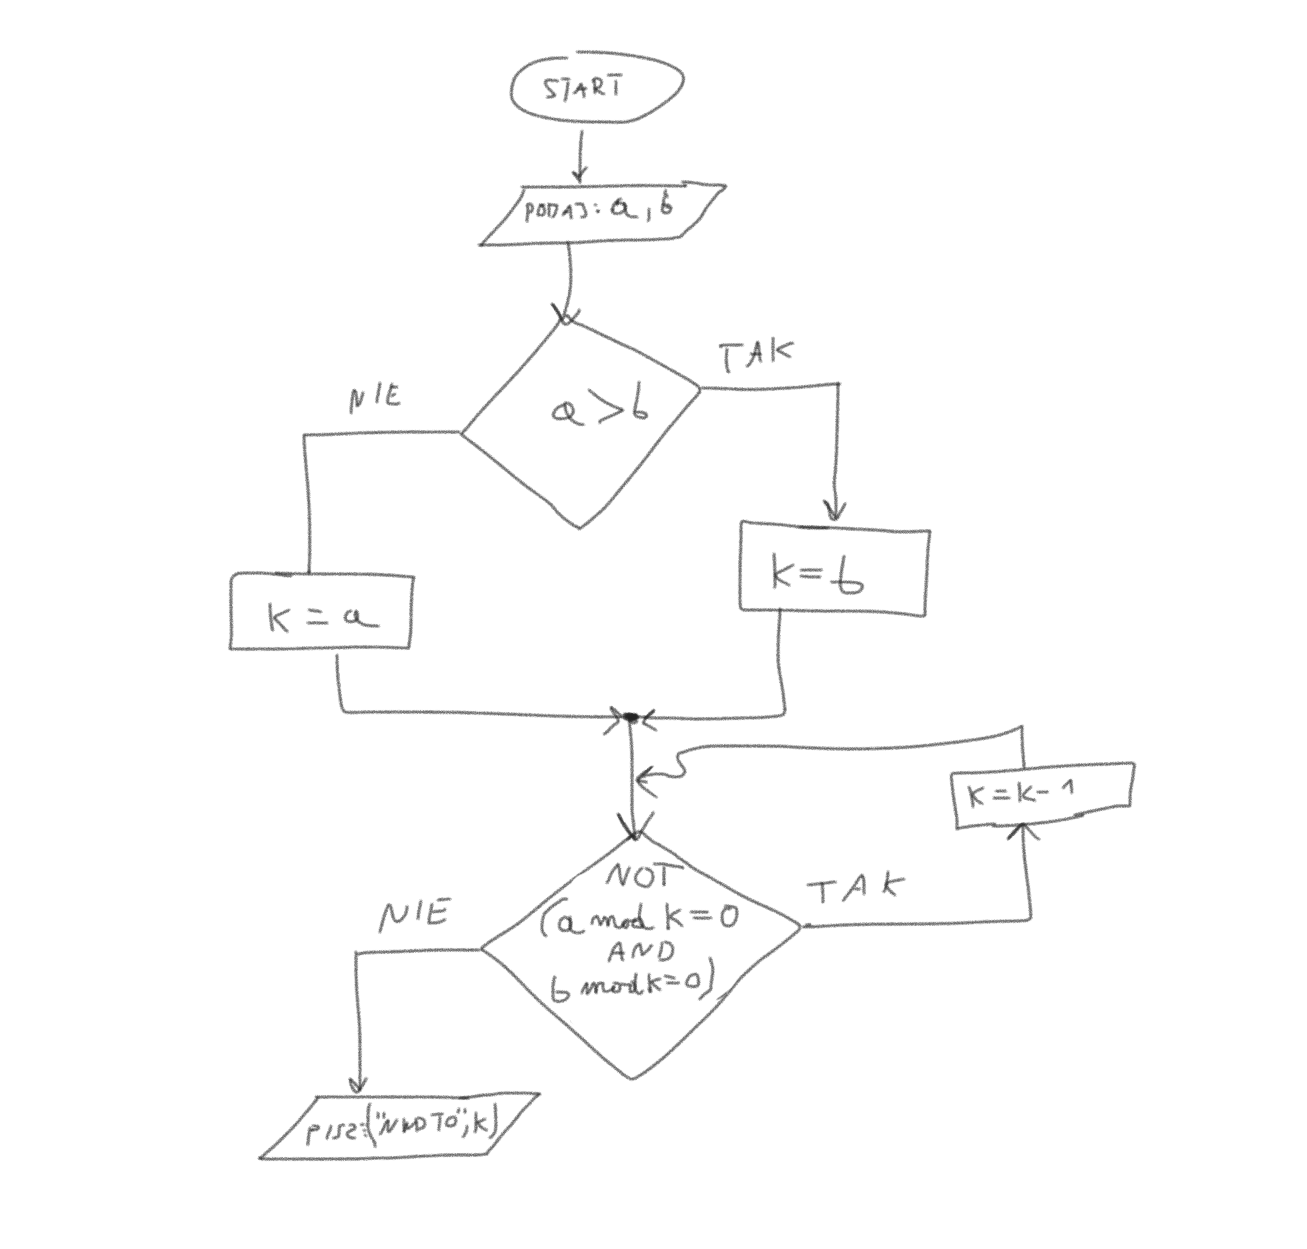 START
PODAJ: a, b
TAK
NIE
a>b
k=b
k = a
k=k-1
NOT
(a mod k=0
AND
b mod k=0)
TAK
NIE
PISZ:("NWD TO",k)